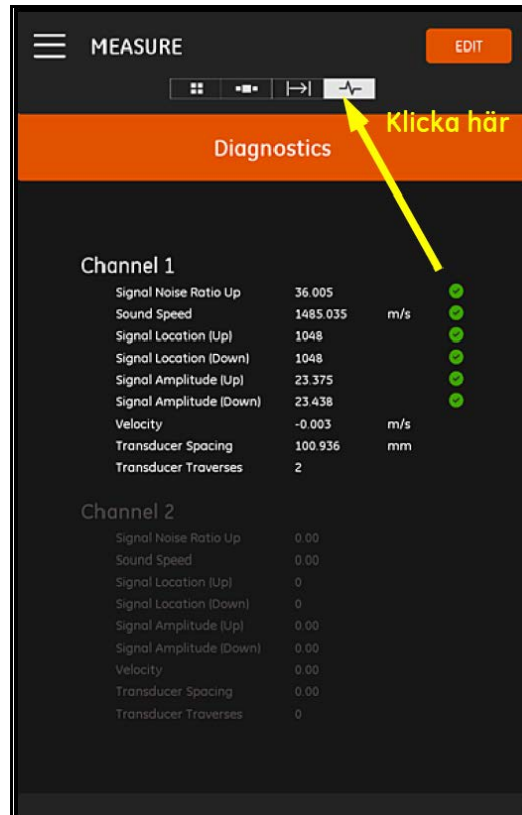 MEASURE EDIT
Klicka här
Diagnostics
Channel 1
Signal Noise Ratio Up 36.005
Sound Speed 1485.035 m/s
Signal Location (Up) 1048
Signal Location (Down) 1048
Signal Amplitude (Up) 23.375
Signal Amplitude (Down) 23.438
Velocity -0.003 m/s
Transducer Spacing 100.936 mm
Transducer Traverses 2
Channel 2
Signal Noise Ratio Up 0.00
Sound Speed 0.00
Signal Location (Up) 0
Signal Location (Down) 0
Signal Amplitude (Up) 0.00
Signal Amplitude (Down) 0.00
Velocity 0.00
Transducer Spacing 0.00
Transducer Traverses 0